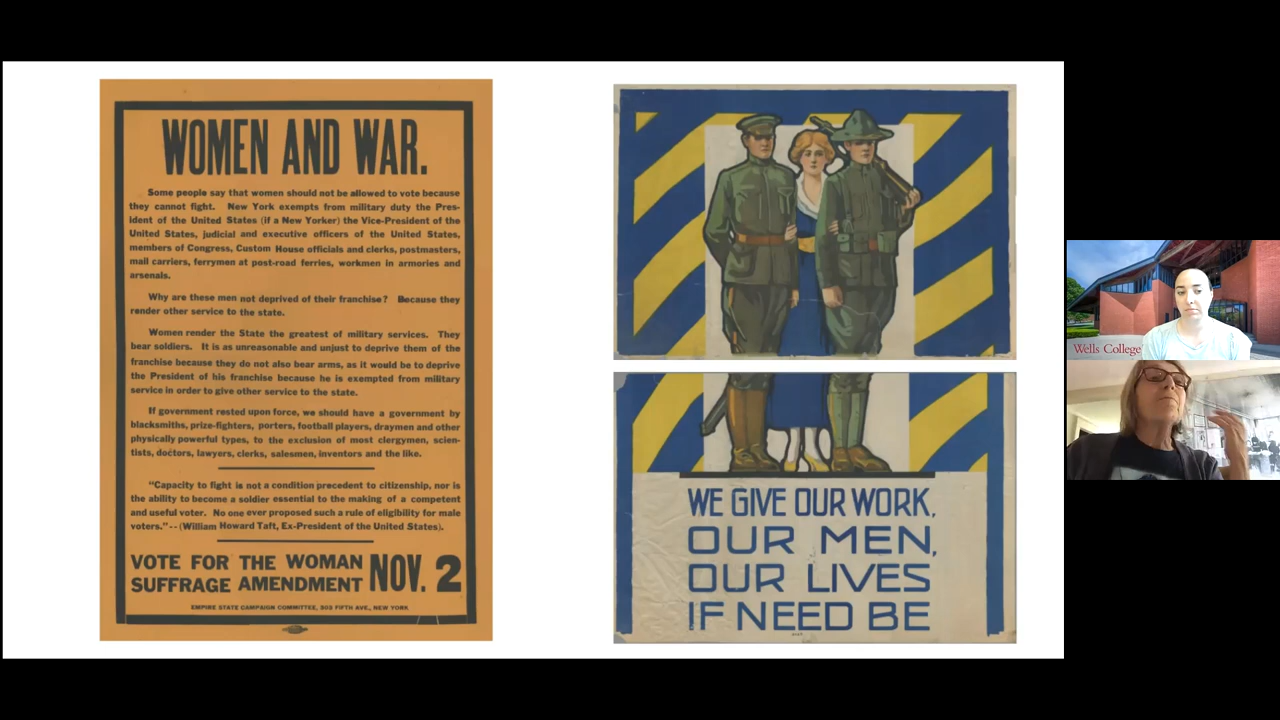 WOMEN AND WAR.
Some people say that women should not be allowed to vote because
they cannot fight. New York exempts from military duty the Pres-
ident of the United States (if a New Yorker) the Vice-President of the
United States, judicial and executive officers of the United States,
members of Congress, Custom House officials and clerks, postmasters,
mail carriers, ferrymen at post-road ferries, workmen in armories and
arsenals.
Why are these men not deprived of their franchise? Because they
render other service to the state.
Women render the State the greatest of military services. They
bear soldiers. It is as unreasonable and unjust to deprive them of the
franchise because they do not also bear arms, as it would be to deprive
the President of his franchise because he is exempted from military
service in order to give other service to the state.
If government rested upon force, we should have a government by
blacksmiths, prize-fighters, porters, football players, draymen and other
physically powerful types, to the exclusion of most clergymen, scien-
tists, doctors, lawyers, clerks, salesmen, inventors and the like.
"Capacity to fight is not a condition precedent to citizenship, nor is
the ability to become a soldier essential to the making of a competent
and useful voter. No one ever proposed such a rule of eligibility for male
voters."--(William Howard Taft, Ex-President of the United States).
VOTE FOR THE WOMAN
SUFFRAGE AMENDMENT NOV. 2
EMPIRE STATE CAMPAIGN COMMITTEE, 303 FIFTH AVE., NEW YORK
WE GIVE OUR WORK,
OUR MEN,
OUR LIVES
IF NEED BE
Wells College